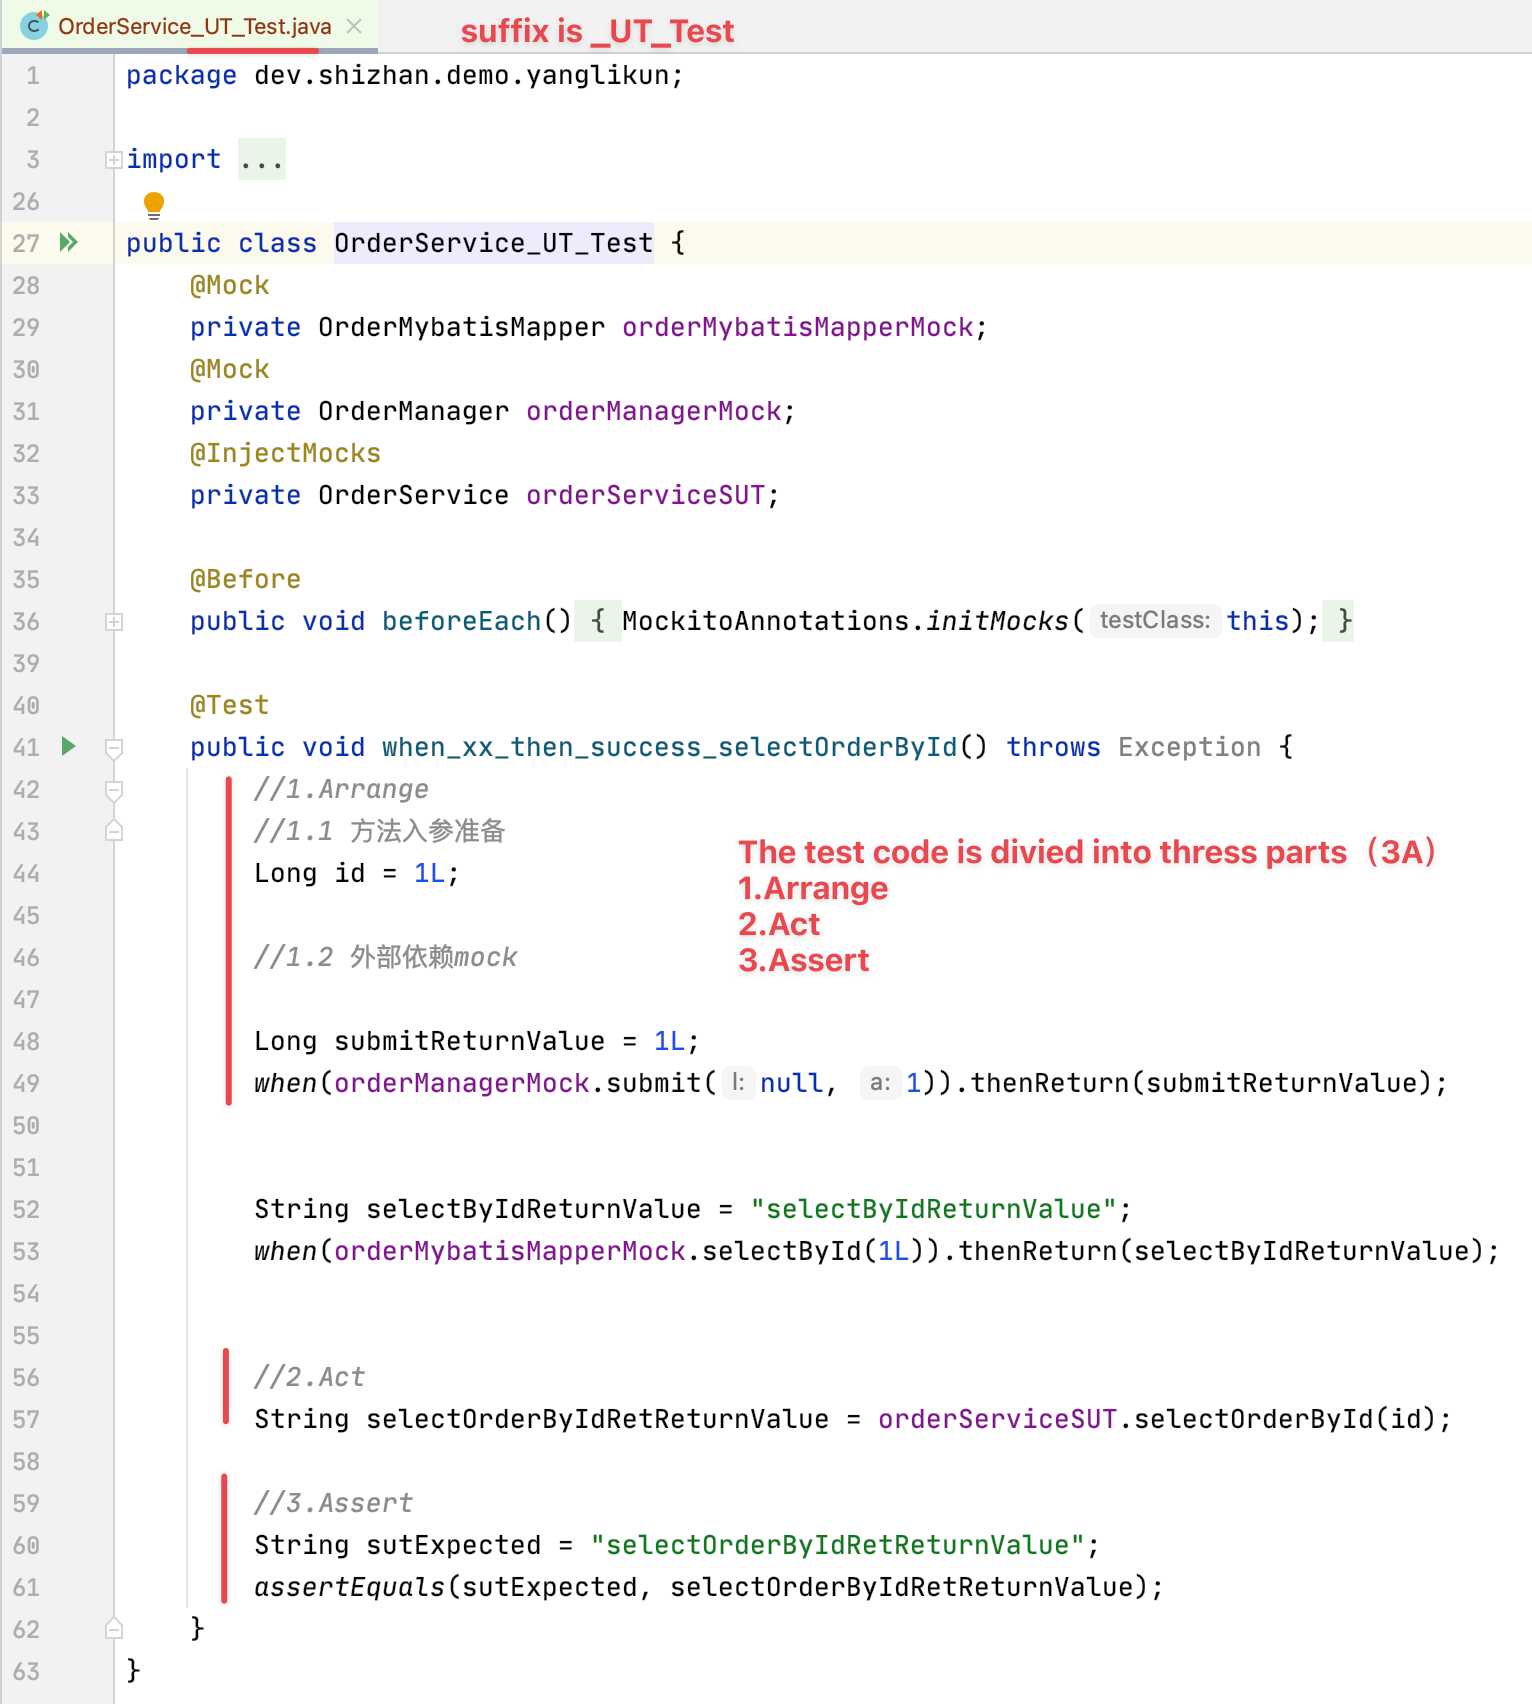 OrderService_UT_Test.java
suffix is _UT_Test
1 package dev.shizhan.demo.yanglikun;
2
3 import ...
26
27 public class OrderService_UT_Test {
28 @Mock
29 private OrderMybatisMapper orderMybatisMapperMock;
30 @Mock
31 private OrderManager orderManagerMock;
32 @InjectMocks
33 private OrderService orderServiceSUT;
34
35 @Before
36 public void beforeEach() { MockitoAnnotations.initMocks( testClass: this); }
39
40 @Test
41 public void when_xx_then_success_selectOrderById() throws Exception {
42 //1.Arrange
43 //1.1 方法入参准备
44 Long id = 1L;
45
46 //1.2 外部依赖mock
47
48 Long submitReturnValue = 1L;
49 when(orderManagerMock.submit( l: null, a: 1)).thenReturn(submitReturnValue);
50
51
52 String selectByIdReturnValue = "selectByIdReturnValue";
53 when(orderMybatisMapperMock.selectById(1L)).thenReturn(selectByIdReturnValue);
54
55
56 //2.Act
57 String selectOrderByIdRetReturnValue = orderServiceSUT.selectOrderById(id);
58
59 //3.Assert
60 String sutExpected = "selectOrderByIdRetReturnValue";
61 assertEquals(sutExpected, selectOrderByIdRetReturnValue);
62 }
63 }
The test code is divied into thress parts（3A）
1.Arrange
2.Act
3.Assert